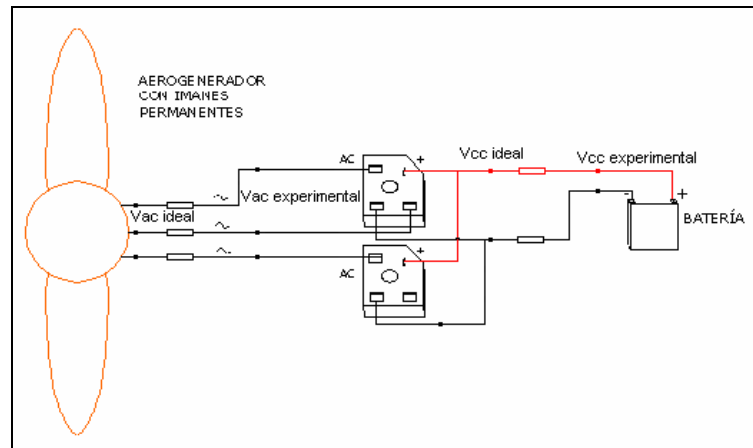 AEROGENERADOR
CON IMANES
PERMANENTES
AC
+
Vcc ideal
Vcc experimental
Vac experimental
Vac ideal
+
-
BATERÍA
+
AC